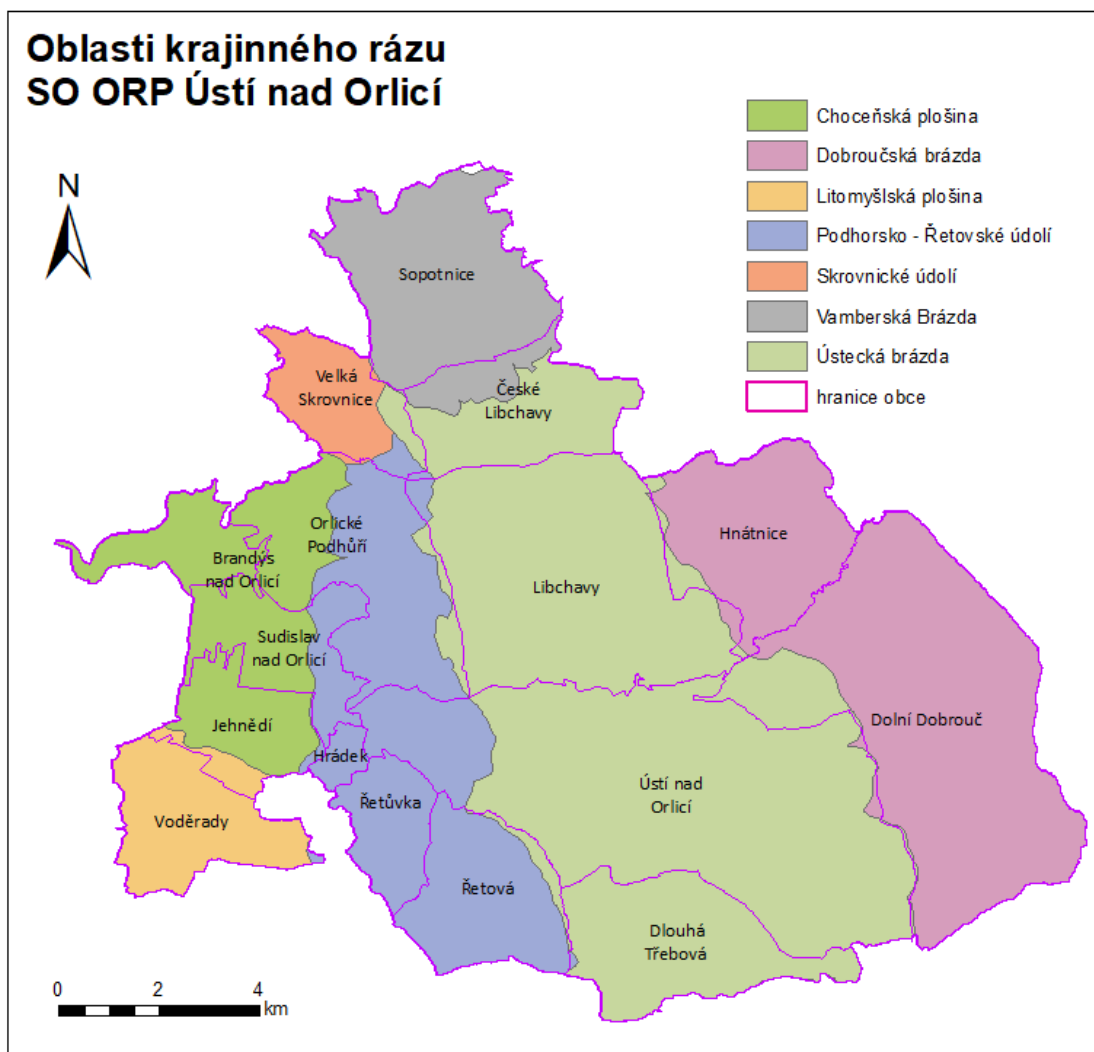 Oblasti krajinného rázu
SO ORP Ústí nad Orlicí
N
Choceňská plošina
Dobroučská brázda
Litomyšlská plošina
Podhorsko - Řetovské údolí
Skrovnické údolí
Vamberská Brázda
Ústecká brázda
hranice obce
Sopotnice
Velká
Skrovnice
České
Libchavy
Orlické
Podhůří
Hnátnice
Brandýs
nad Orlicí
Libchavy
Sudislav
nad Orlicí
Jehnědí
Dolní Dobrouč
Hrádek
Ústí nad
Orlicí
Řetůvka
Voděrady
Řetová
Dlouhá
Třebová
0 2 4
km